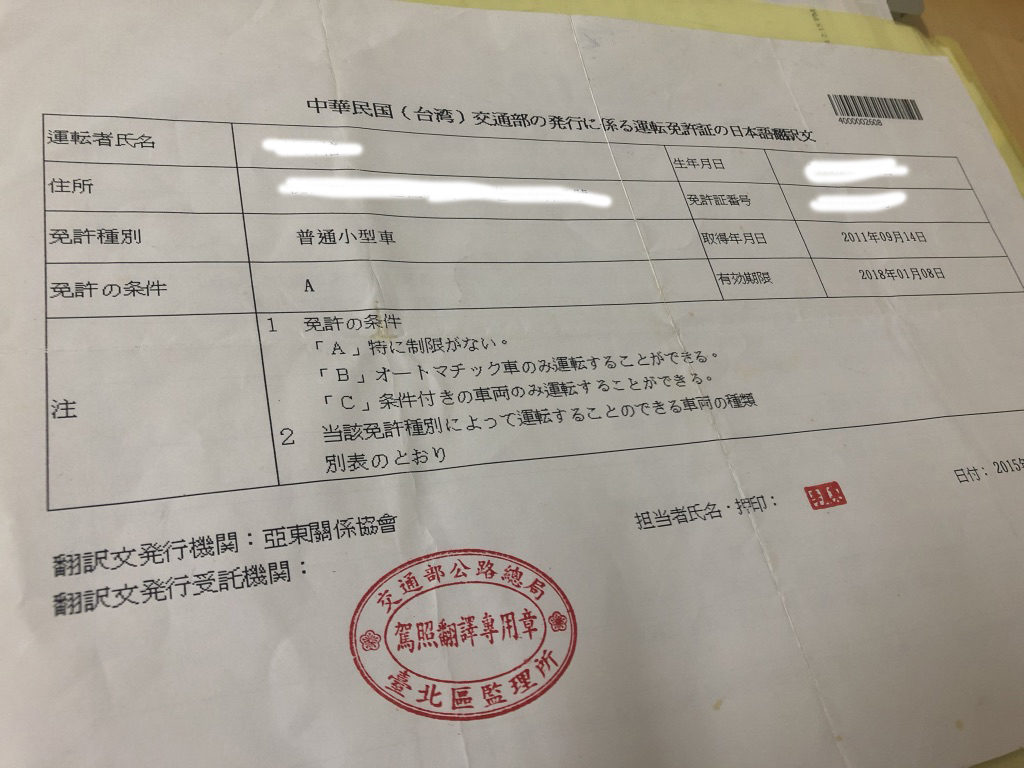 中華民国（台湾）交通部の発行に係る運転免許証の日本語翻訳文
400002608
運転者氏名
生年月日
住所
免許証番号
免許種別
普通小型車
取得年月日
2011年09月14日
免許の条件
A
有効期限
2018年01月08日
注
1 免許の条件
「A」特に制限がない。
「B」オートマチック車のみ運転することができる。
「C」条件付きの車両のみ運転することができる。
2 当該免許種別によって運転することのできる車両の種類
別表のとおり
翻訳文発行機関：亞東關係協會
翻訳文発行受託機関：
担当者氏名・押印：
日付：2015年
交通部公路總局
駕照翻譯專用章
臺北區監理所